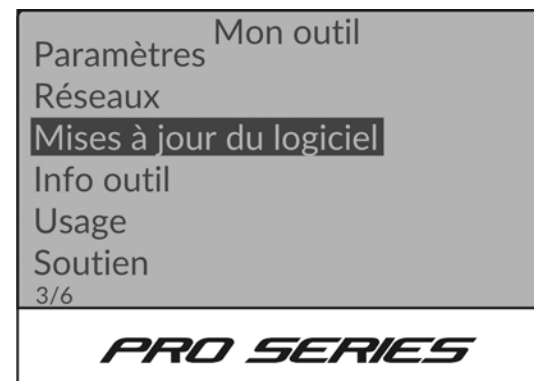 Mon outil
Paramètres
Réseaux
Mises à jour du logiciel
Info outil
Usage
Soutien
3/6
PRO SERIES